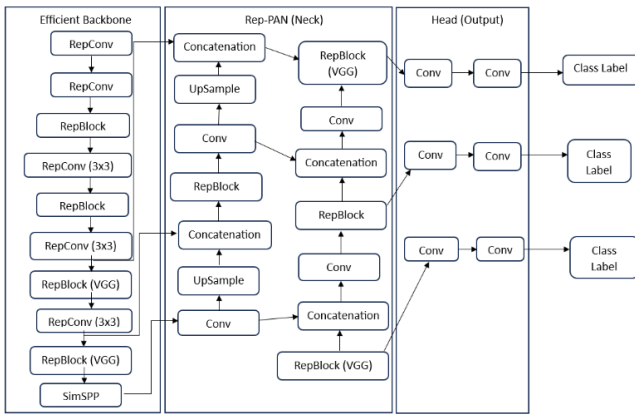 Efficient Backbone
RepConv
RepConv
RepBlock
RepConv (3x3)
RepBlock
RepConv (3x3)
RepBlock (VGG)
RepConv (3x3)
RepBlock (VGG)
SimSPP
Rep-PAN (Neck)
Concatenation
UpSample
Conv
RepBlock
Concatenation
UpSample
Conv
RepBlock
(VGG)
Conv
Concatenation
RepBlock
Conv
Concatenation
RepBlock (VGG)
Head (Output)
Conv
Conv
Class Label
Conv
Conv
Class
Label
Conv
Conv
Class
Label